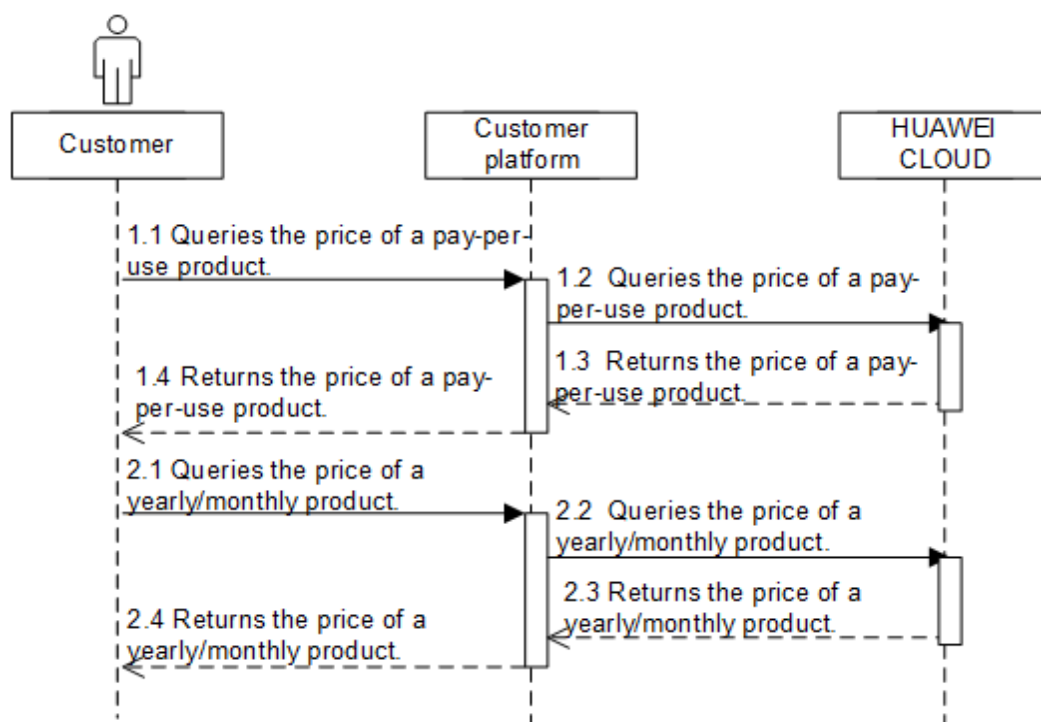 Customer
Customer
platform
HUAWEI
CLOUD
1.1 Queries the price of a pay-per-
use product.
1.2 Queries the price of a pay-
per-use product.
1.3 Returns the price of a pay-
per-use product.
1.4 Returns the price of a pay-
per-use product.
2.1 Queries the price of a
yearly/monthly product.
2.2 Queries the price of a
yearly/monthly product.
2.3 Returns the price of a
yearly/monthly product.
2.4 Returns the price of a
yearly/monthly product.